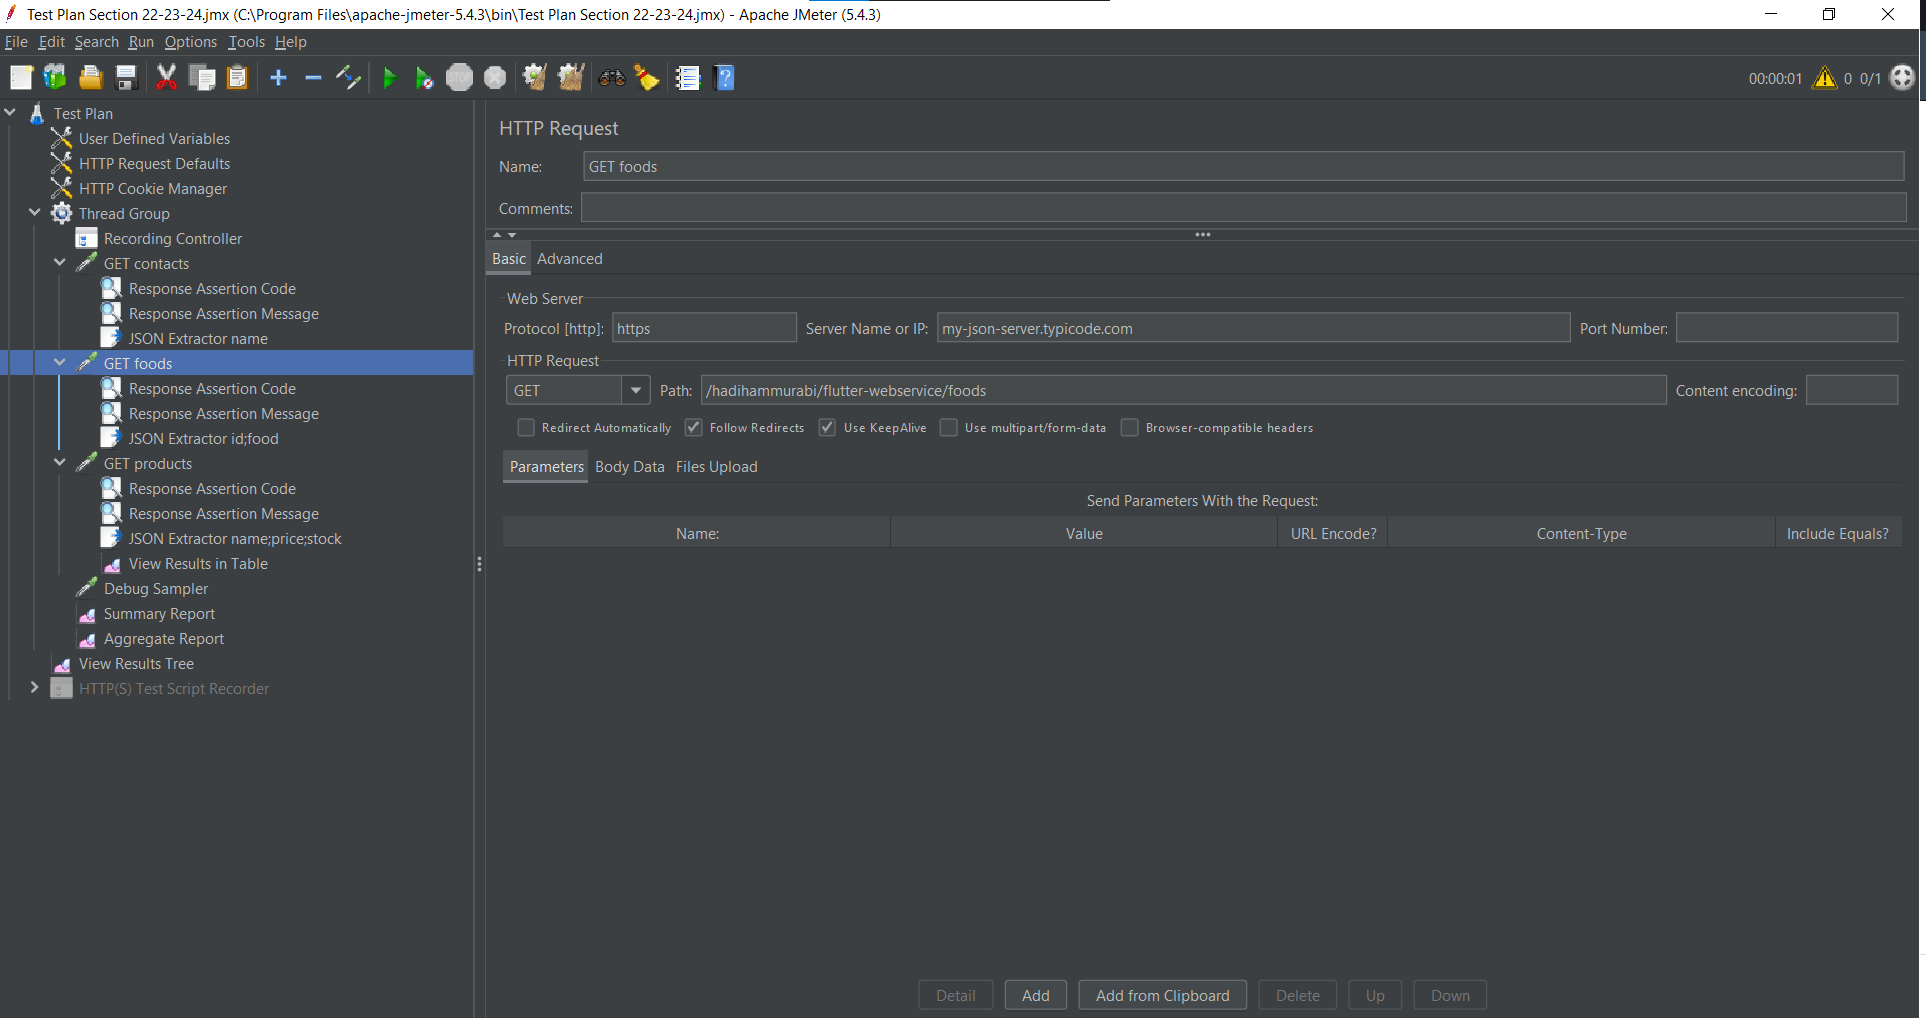 Test Plan Section 22-23-24.jmx (C:\Program Files\apache-jmeter-5.4.3\bin\Test Plan Section 22-23-24.jmx) - Apache JMeter (5.4.3)
File Edit Search Run Options Tools Help
STOP
00:00:01 0 0/1
Test Plan
User Defined Variables
HTTP Request Defaults
HTTP Cookie Manager
Thread Group
Recording Controller
GET contacts
Response Assertion Code
Response Assertion Message
JSON Extractor name
GET foods
Response Assertion Code
Response Assertion Message
JSON Extractor id;food
GET products
Response Assertion Code
Response Assertion Message
JSON Extractor name;price;stock
View Results in Table
Debug Sampler
Summary Report
Aggregate Report
View Results Tree
HTTP(S) Test Script Recorder
HTTP Request
Name: GET foods
Comments:
Basic Advanced
Web Server
Protocol [http]: https Server Name or IP: my-json-server.typicode.com Port Number:
HTTP Request
GET Path: /hadihammurabi/flutter-webservice/foods Content encoding:
Redirect Automatically Follow Redirects Use KeepAlive Use multipart/form-data Browser-compatible headers
Parameters Body Data Files Upload
Send Parameters With the Request:
Name: Value URL Encode? Content-Type Include Equals?
Detail Add Add from Clipboard Delete Up Down